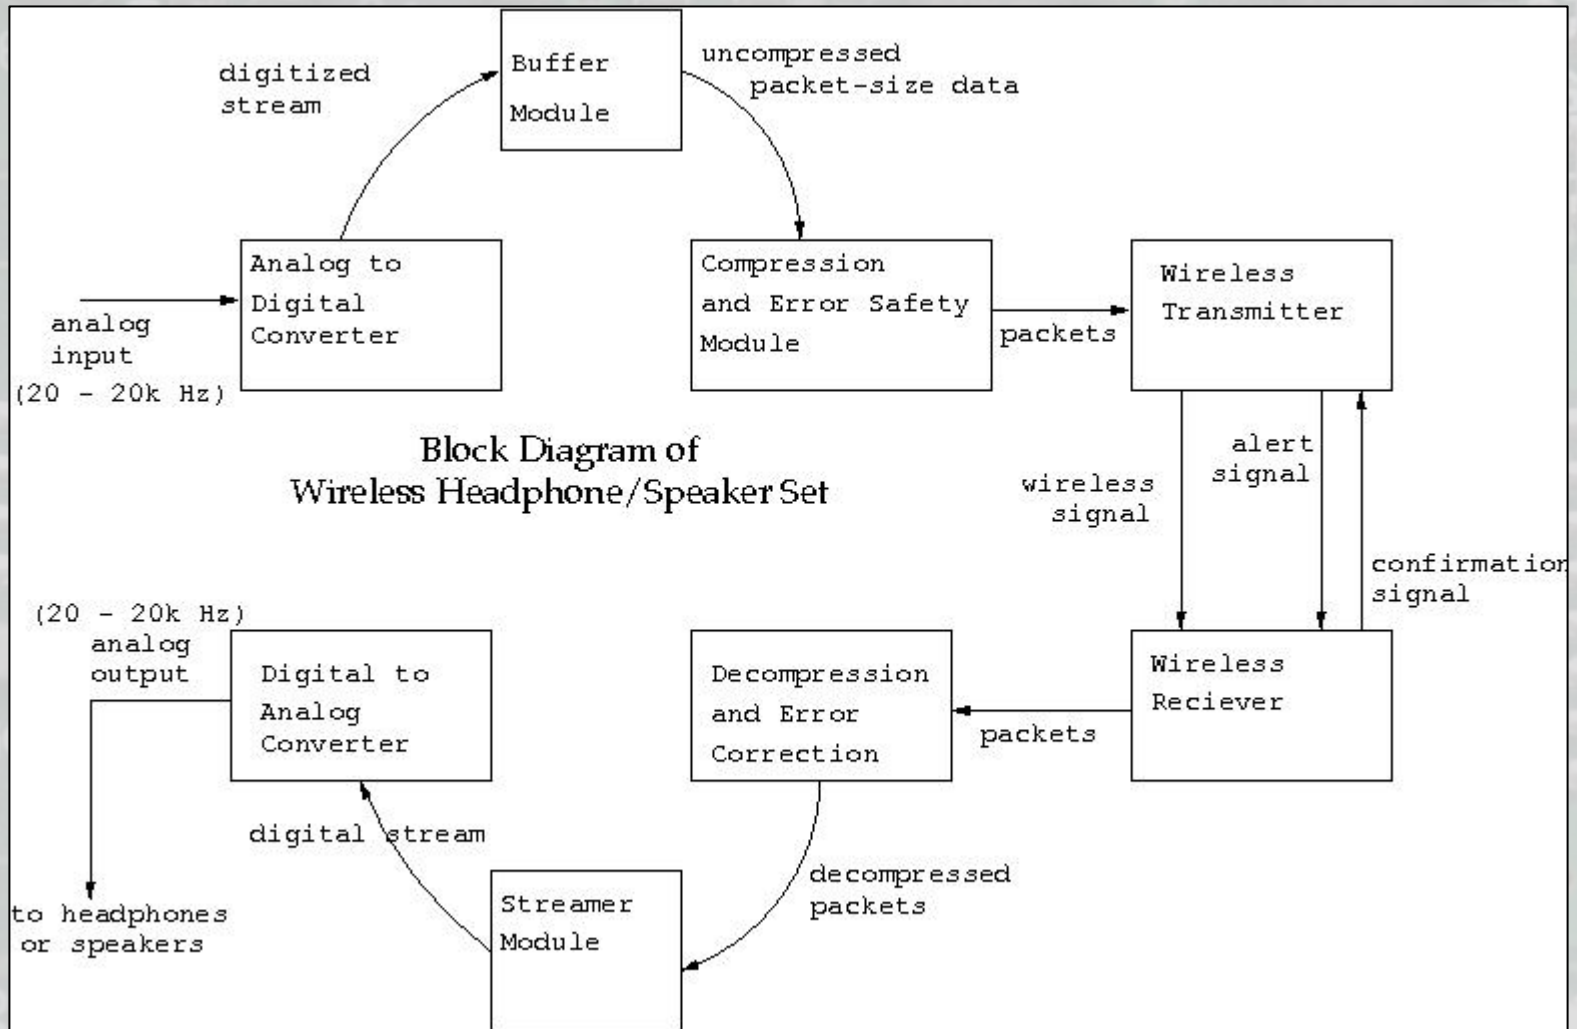 digitized
stream
Buffer
Module
uncompressed
packet-size data
analog
input
(20 - 20k Hz)
Analog to
Digital
Converter
Compression
and Error Safety
Module
packets
Wireless
Transmitter
Block Diagram of
Wireless Headphone/Speaker Set
wireless
signal
alert
signal
confirmation
signal
(20 - 20k Hz)
analog
output
Digital to
Analog
Converter
Decompression
and Error
Correction
packets
Wireless
Reciever
digital stream
Streamer
Module
decompressed
packets
to headphones
or speakers